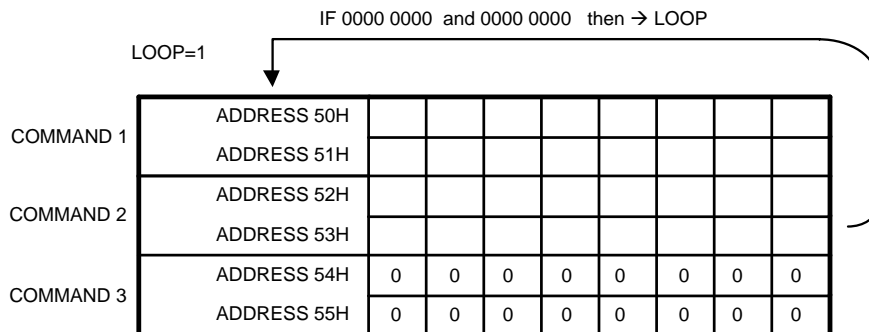 IF 0000 0000 and 0000 0000 then → LOOP
LOOP=1
COMMAND 1
ADDRESS 50H
ADDRESS 51H
COMMAND 2
ADDRESS 52H
ADDRESS 53H
COMMAND 3
ADDRESS 54H 0 0 0 0 0 0 0 0
ADDRESS 55H 0 0 0 0 0 0 0 0